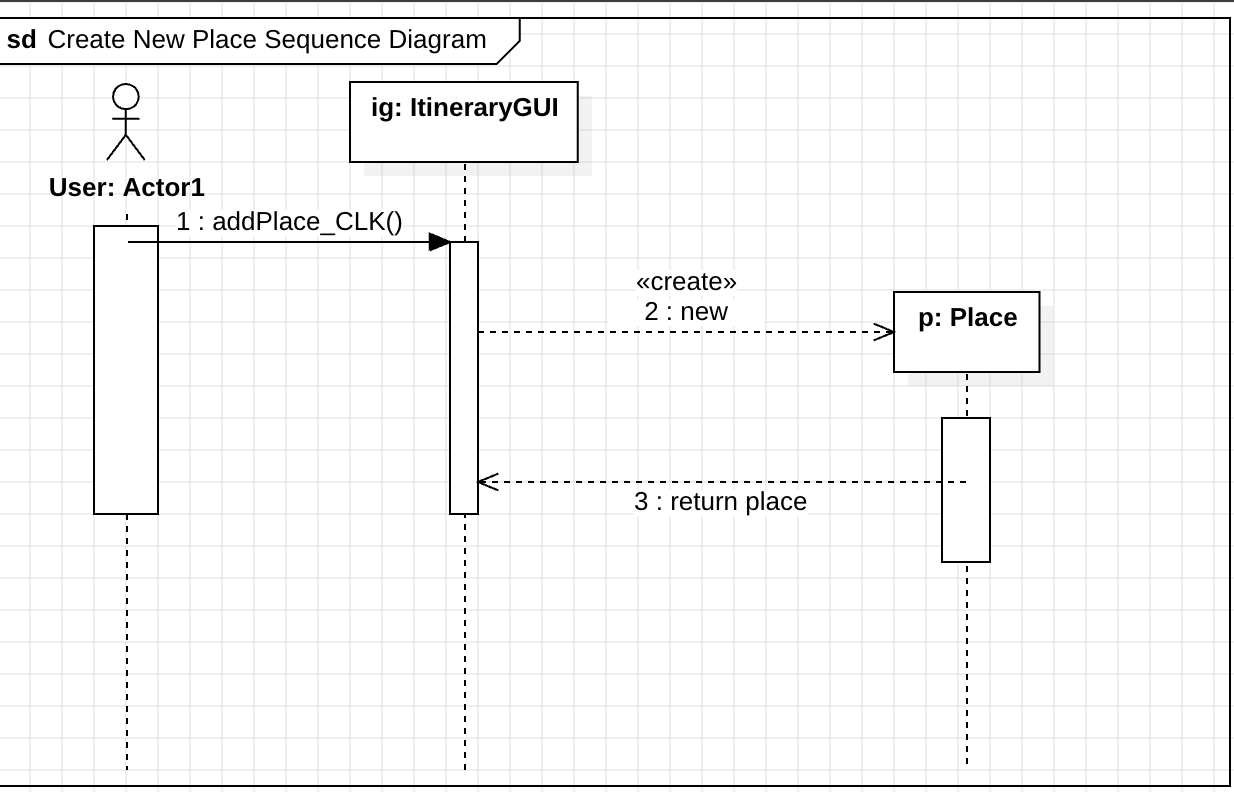 sd Create New Place Sequence Diagram
ig: ItineraryGUI
User: Actor1
1 : addPlace_CLK()
«create»
2 : new
p: Place
3 : return place